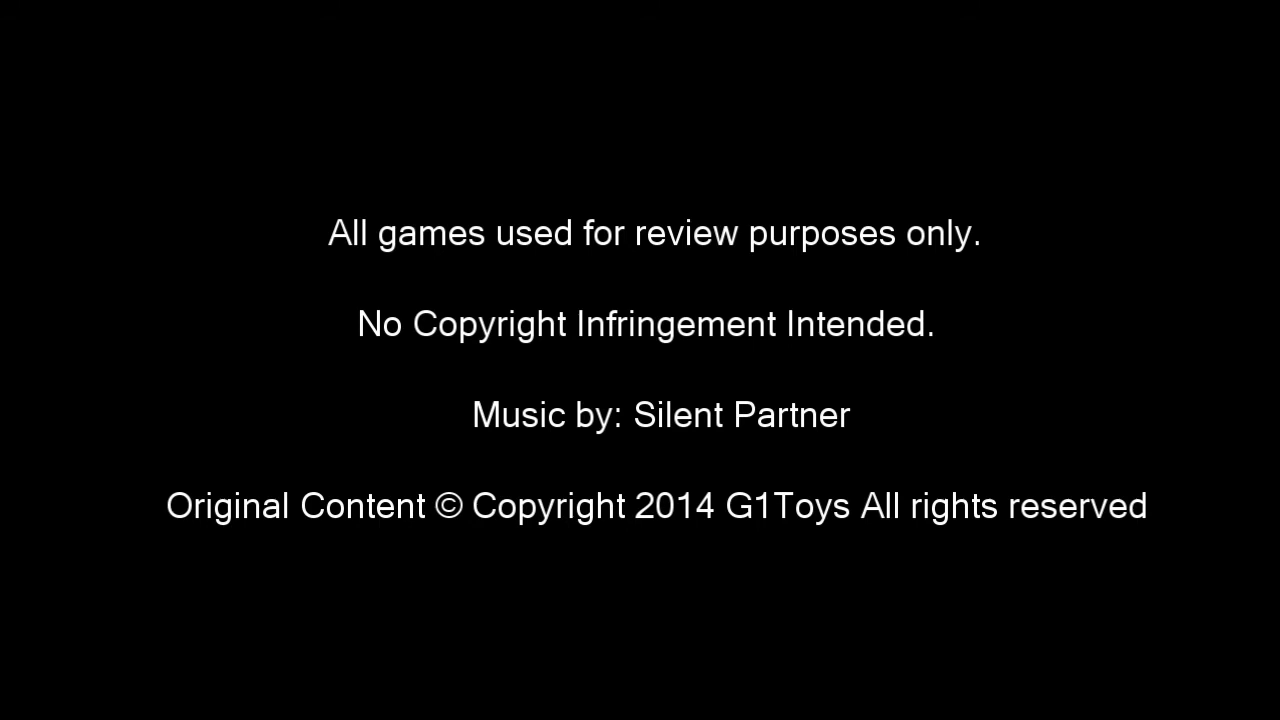 All games used for review purposes only.
No Copyright Infringement Intended.
Music by: Silent Partner
Original Content © Copyright 2014 G1Toys All rights reserved